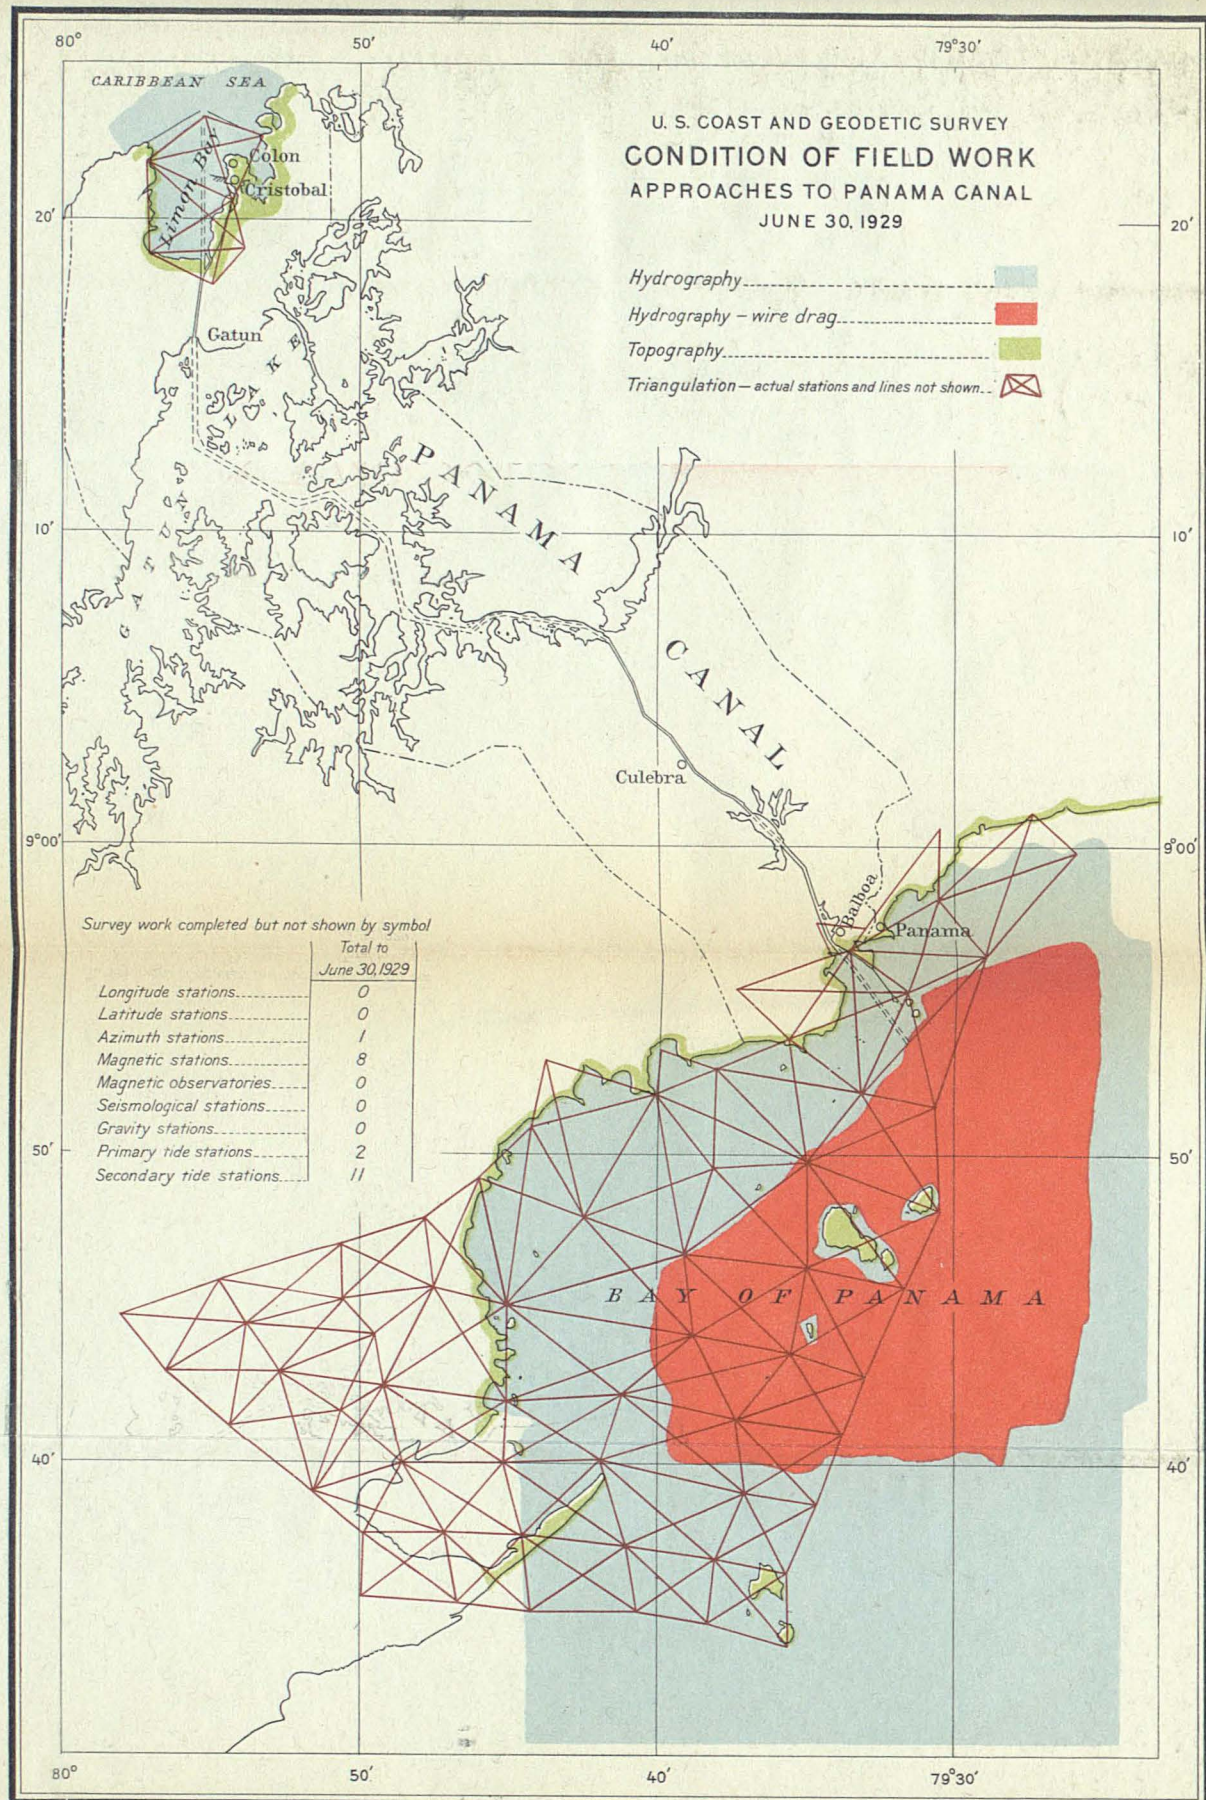 80°
50'
40'
79°30'
CARIBBEAN SEA
U. S. COAST AND GEODETIC SURVEY
CONDITION OF FIELD WORK
APPROACHES TO PANAMA CANAL
JUNE 30, 1929
Limon Bay
Colon
Cristobal
20'
20'
Hydrography
Hydrography – wire drag
Topography
Triangulation — actual stations and lines not shown
Gatun
GATUN LAKE
PANAMA CANAL
10'
10'
Culebra
9°00'
9°00'
Balboa
Panama
Survey work completed but not shown by symbol
Total to
June 30, 1929
Longitude stations 0
Latitude stations 0
Azimuth stations 1
Magnetic stations 8
Magnetic observatories 0
Seismological stations 0
Gravity stations 0
Primary tide stations 2
Secondary tide stations 11
50'
50'
BAY OF PANAMA
40'
40'
80°
50'
40'
79°30'